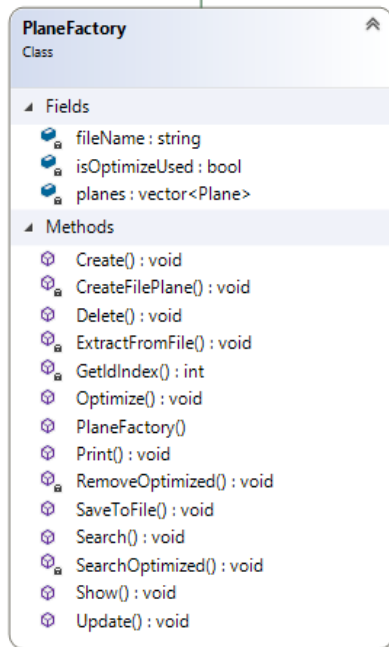 PlaneFactory
Class
Fields
fileName : string
isOptimizeUsed : bool
planes : vector<Plane>
Methods
Create() : void
CreateFilePlane() : void
Delete() : void
ExtractFromFile() : void
GetIdIndex() : int
Optimize() : void
PlaneFactory()
Print() : void
RemoveOptimized() : void
SaveToFile() : void
Search() : void
SearchOptimized() : void
Show() : void
Update() : void